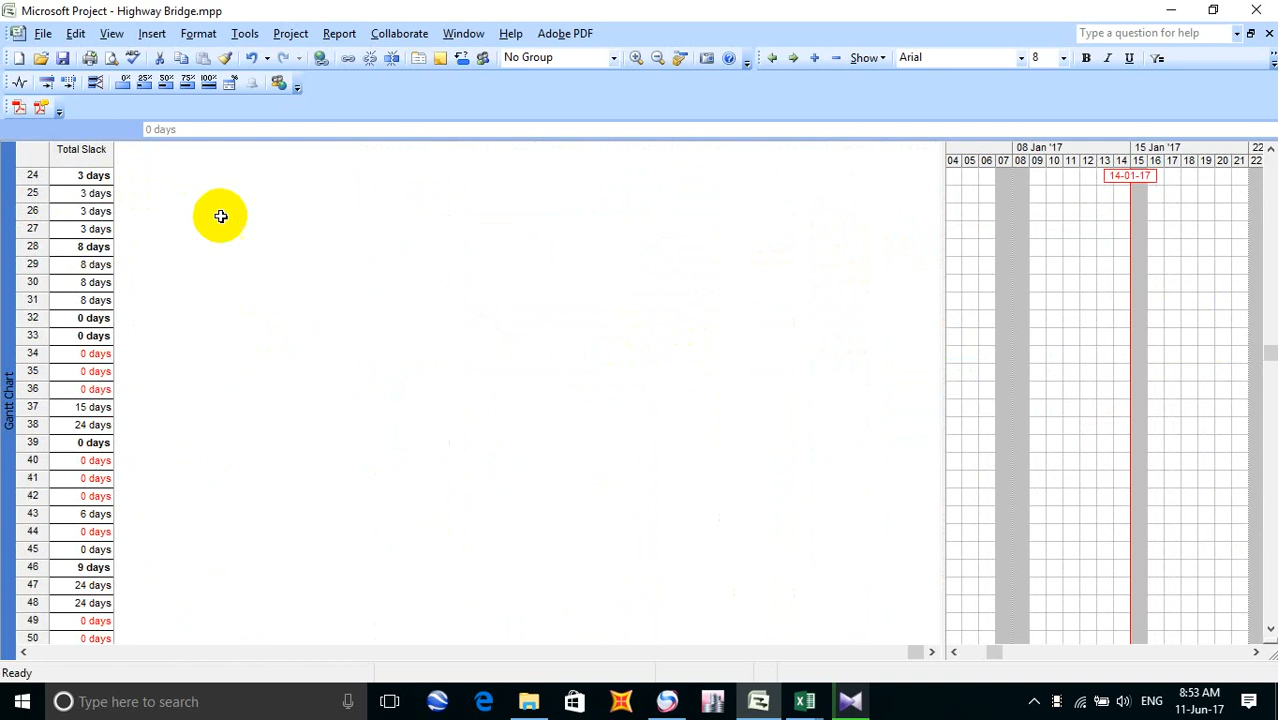 Microsoft Project - Highway Bridge.mpp
File Edit View Insert Format Tools Project Report Collaborate Window Help Adobe PDF
Type a question for help
No Group
Show
Arial
8
B I U
0% 25% 50% 75% 100%
0 days
Total Slack
08 Jan '17 15 Jan '17 22
04 05 06 07 08 09 10 11 12 13 14 15 16 17 18 19 20 21 22
24 3 days
14-01-17
25 3 days
26 3 days
27 3 days
28 8 days
29 8 days
30 8 days
31 8 days
32 0 days
33 0 days
34 0 days
35 0 days
36 0 days
37 15 days
38 24 days
39 0 days
40 0 days
41 0 days
42 0 days
43 6 days
44 0 days
45 0 days
46 9 days
47 24 days
48 24 days
49 0 days
50 0 days
Gantt Chart
Ready
Type here to search
ENG
8:53 AM
11-Jun-17